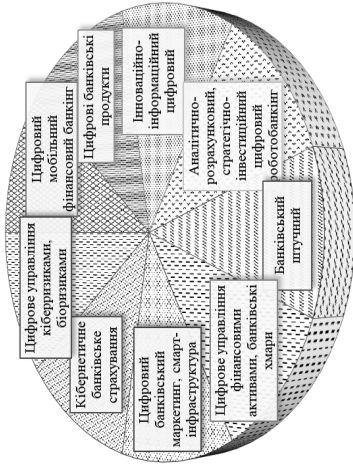 Цифрове управління
кіберризиками,
біоризиками
Цифровий
мобільний
фінансовий банкінг
Цифрові банківські
продукти
Інноваційно-
інформаційний
цифровий
Аналітично-
розрахунковий,
стратегічно-
інвестиційний
цифровий
роботобанкінг
Банківський
штучний
Цифрове управління
фінансовими
активами, банківські
хмари
Цифровий
банківський
маркетинг, смарт-
інфраструктура
Кібернетичне
банківське
страхування